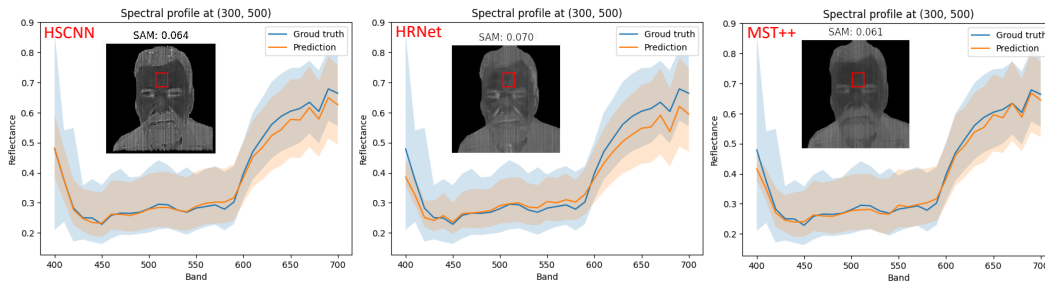 Spectral profile at (300, 500)
HSCNN
SAM: 0.064
Groud truth
Prediction
Reflectance
0.9
0.8
0.7
0.6
0.5
0.4
0.3
0.2
400 450 500 550 600 650 700
Band
Spectral profile at (300, 500)
HRNet
SAM: 0.070
Groud truth
Prediction
Reflectance
0.9
0.8
0.7
0.6
0.5
0.4
0.3
0.2
400 450 500 550 600 650 700
Band
Spectral profile at (300, 500)
MST++
SAM: 0.061
Groud truth
Prediction
Reflectance
0.9
0.8
0.7
0.6
0.5
0.4
0.3
0.2
400 450 500 550 600 650 700
Band